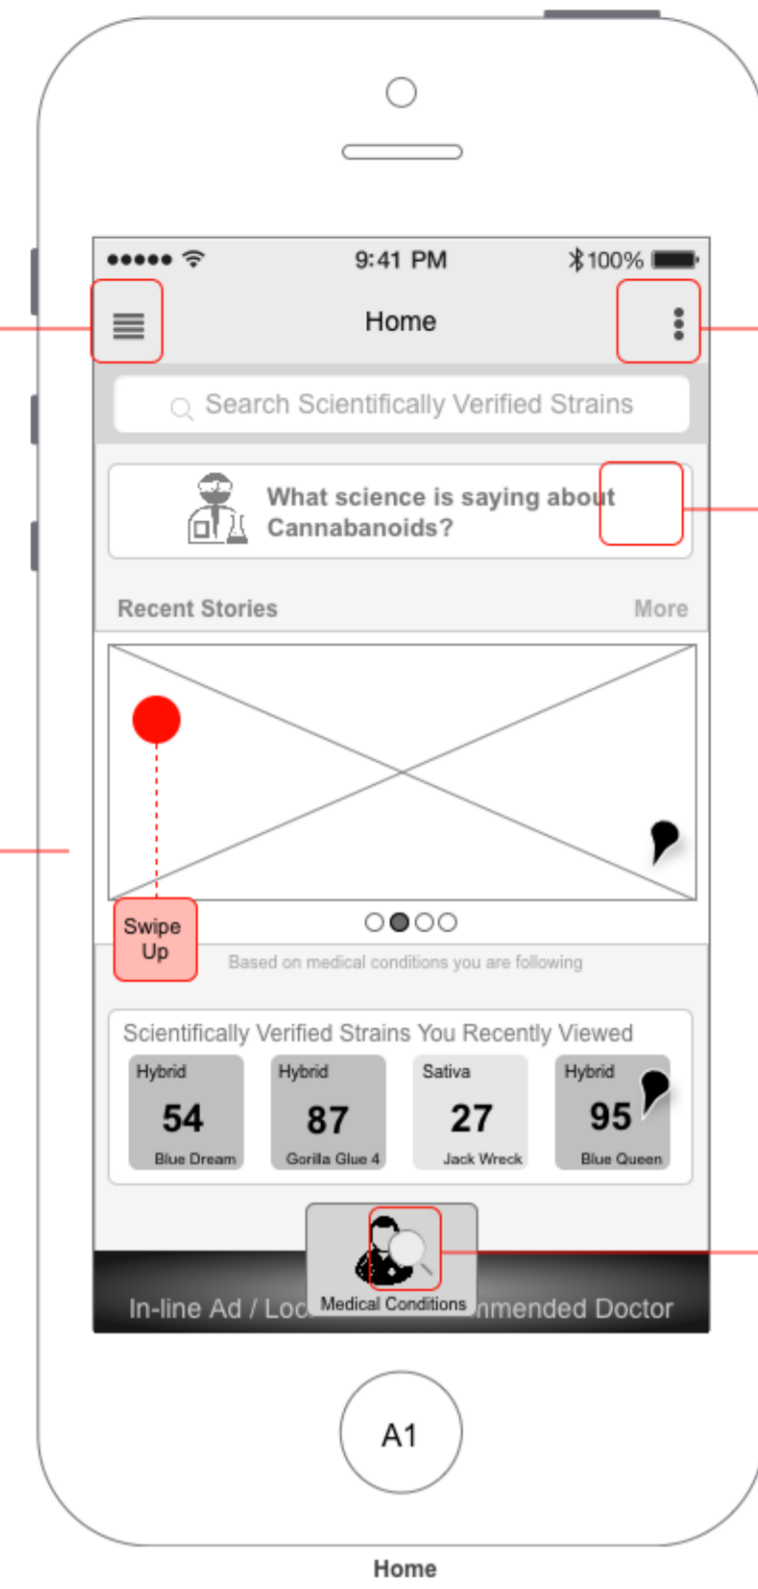 9:41 PM
100%
Home
Search Scientifically Verified Strains
What science is saying about
Cannabanoids?
Recent Stories
More
Swipe
Up
Based on medical conditions you are following
Scientifically Verified Strains You Recently Viewed
Hybrid
54
Blue Dream
Hybrid
87
Gorilla Glue 4
Sativa
27
Jack Wreck
Hybrid
95
Blue Queen
Medical Conditions
In-line Ad / Loc mmended Doctor
A1
Home